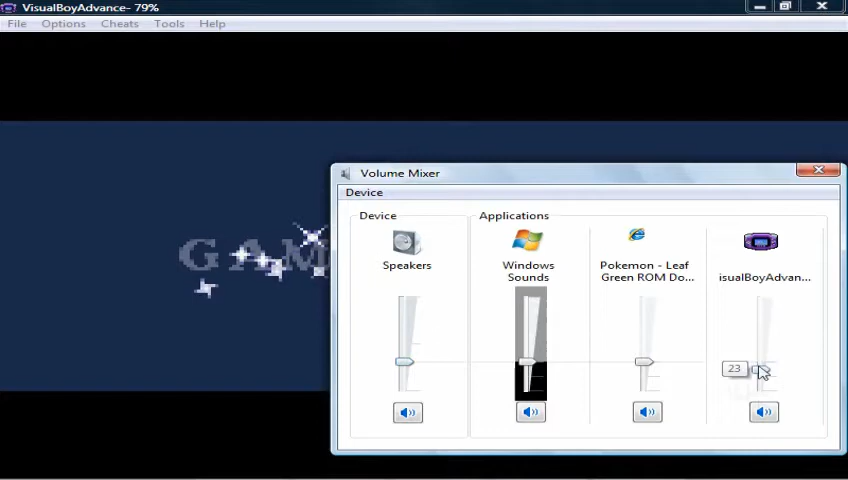 VisualBoyAdvance- 79%
File Options Cheats Tools Help
GAM
Volume Mixer
Device
Device
Applications
Speakers
Windows
Sounds
Pokemon - Leaf
Green ROM Do...
isualBoyAdvan...
23